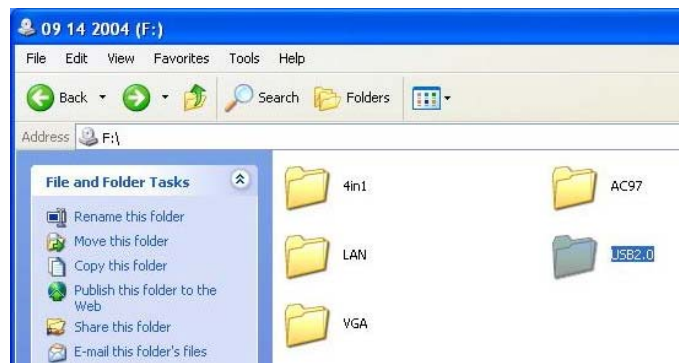 09 14 2004 (F:)
File Edit View Favorites Tools Help
Back Search Folders
Address F:\
File and Folder Tasks
Rename this folder
Move this folder
Copy this folder
Publish this folder to the
Web
Share this folder
E-mail this folder's files
4in1 AC97
LAN USB2.0
VGA